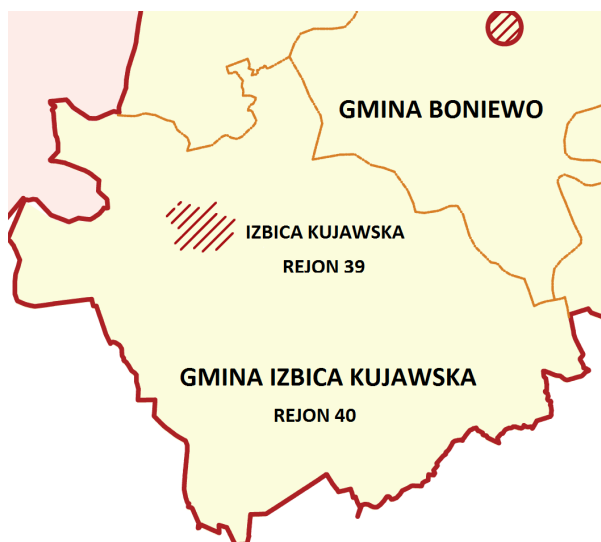 GMINA BONIEWO
IZBICA KUJAWSKA
REJON 39
GMINA IZBICA KUJAWSKA
REJON 40